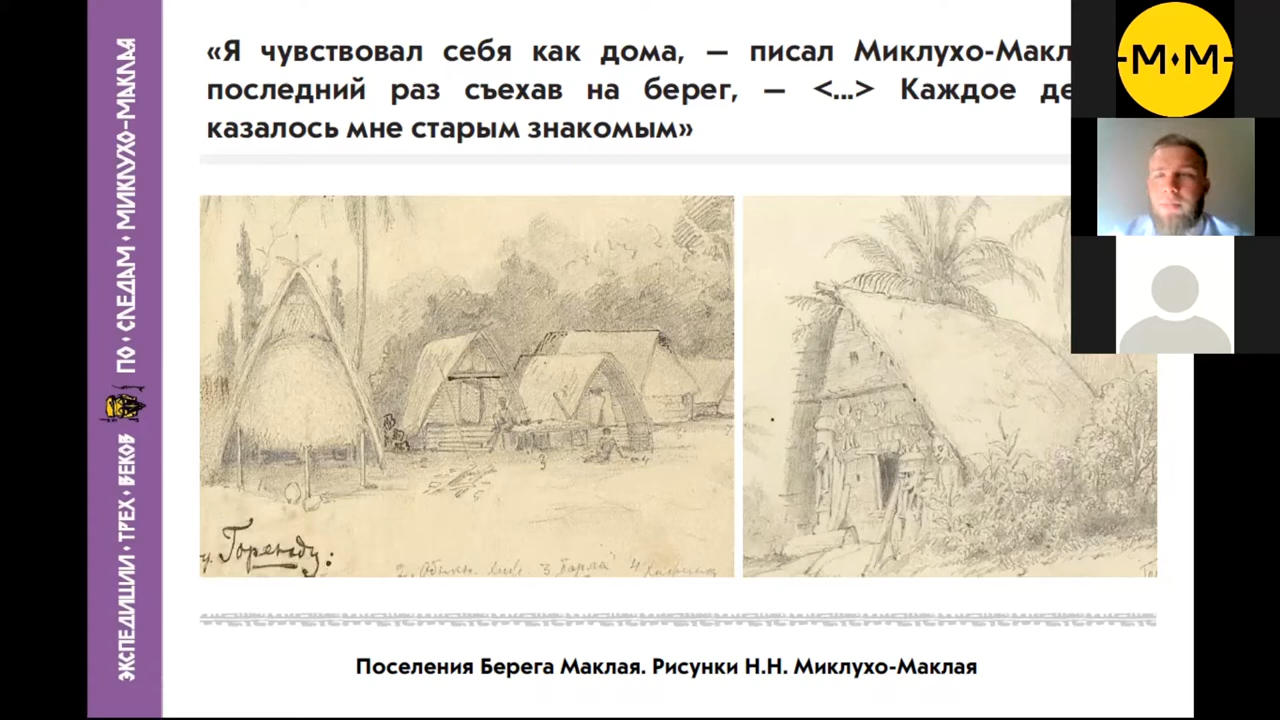 «Я чувствовал себя как дома, — писал Миклухо-Макл
последний раз съехав на берег, — <...> Каждое де
казалось мне старым знакомым»
М·М
ЭКСПЕДИЦИИ·ТРЕХ·ВЕКОВ ПО·СЛЕДАМ·МИКЛУХО-МАКЛАЯ
Горенду:
3
Поселения Берега Маклая. Рисунки Н.Н. Миклухо-Маклая